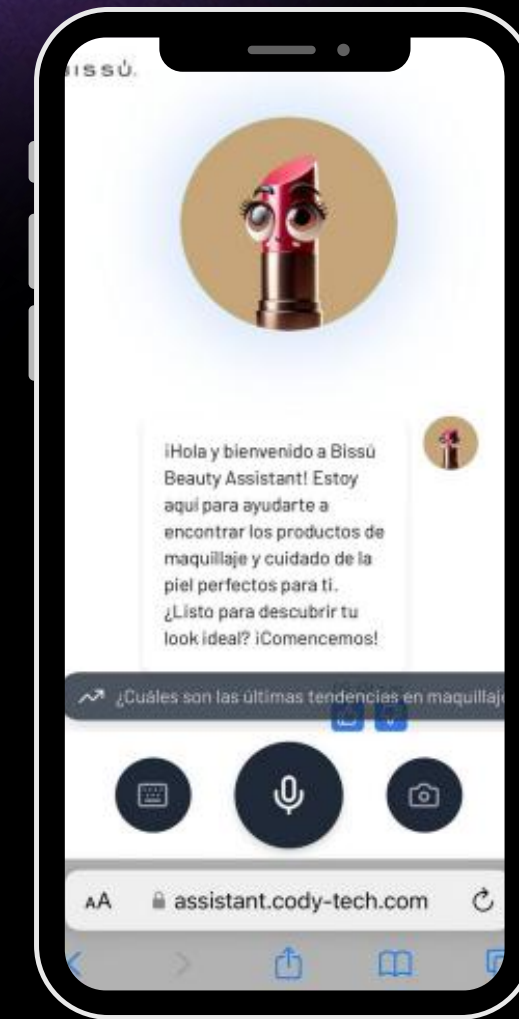 BISSÚ.
¡Hola y bienvenido a Bissú
Beauty Assistant! Estoy
aquí para ayudarte a
encontrar los productos de
maquillaje y cuidado de la
piel perfectos para ti.
¿Listo para descubrir tu
look ideal? ¡Comencemos!
¿Cuáles son las últimas tendencias en maquillaje
AA
assistant.cody-tech.com